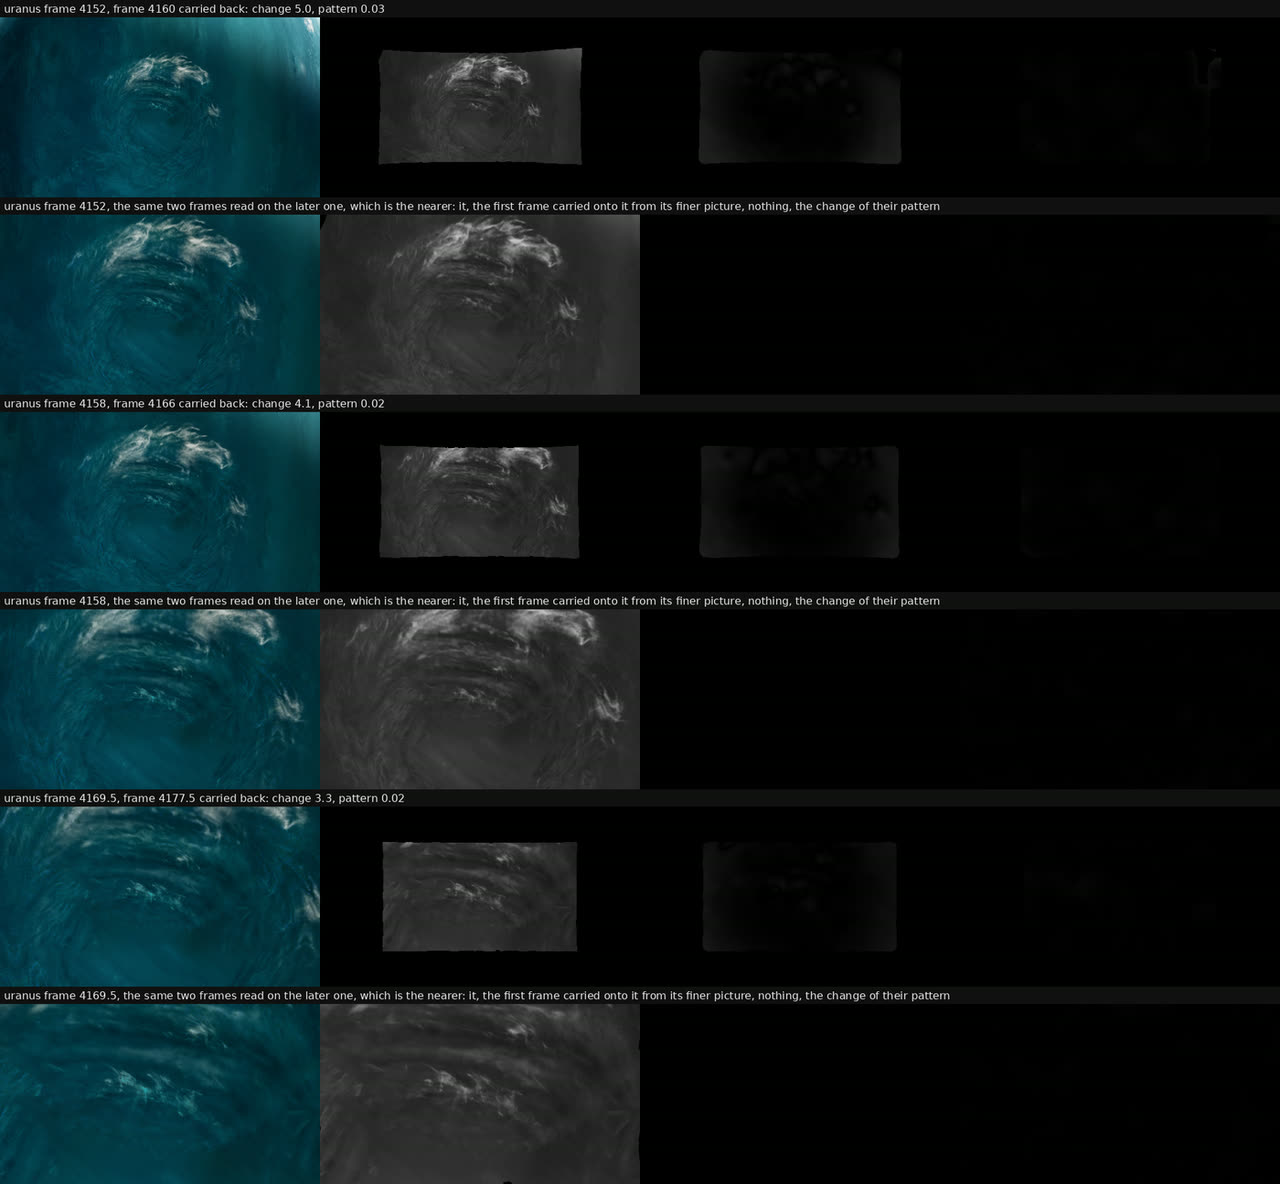 uranus frame 4152, frame 4160 carried back: change 5.0, pattern 0.03
uranus frame 4152, the same two frames read on the later one, which is the nearer: it, the first frame carried onto it from its finer picture, nothing, the change of their pattern
uranus frame 4158, frame 4166 carried back: change 4.1, pattern 0.02
uranus frame 4158, the same two frames read on the later one, which is the nearer: it, the first frame carried onto it from its finer picture, nothing, the change of their pattern
uranus frame 4169.5, frame 4177.5 carried back: change 3.3, pattern 0.02
uranus frame 4169.5, the same two frames read on the later one, which is the nearer: it, the first frame carried onto it from its finer picture, nothing, the change of their pattern